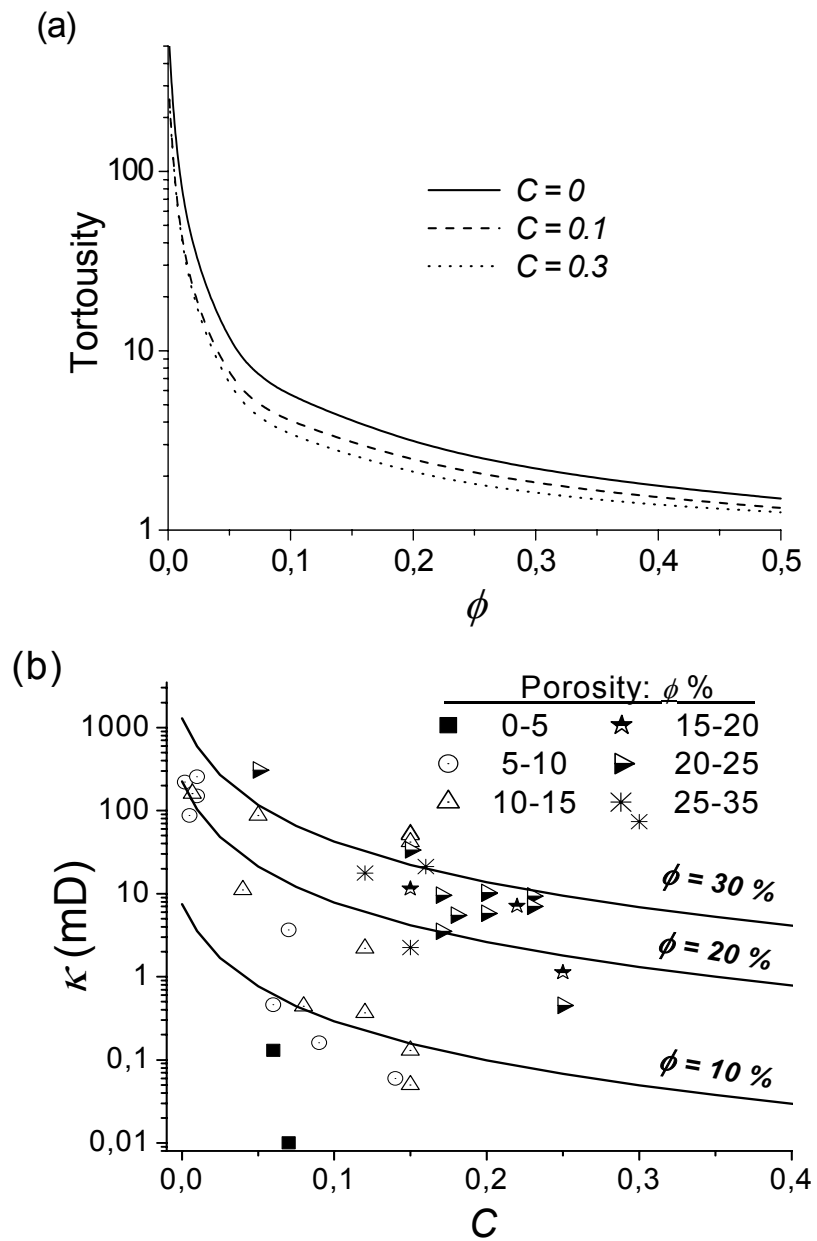 (a)
Tortousity
100
10
1
C = 0
C = 0.1
C = 0.3
0,0 0,1 0,2 0,3 0,4 0,5
ϕ
(b)
κ (mD)
1000
100
10
1
0,1
0,01
Porosity: ϕ %
0-5 15-20
5-10 20-25
10-15 25-35
ϕ = 30 %
ϕ = 20 %
ϕ = 10 %
0,0 0,1 0,2 0,3 0,4
C